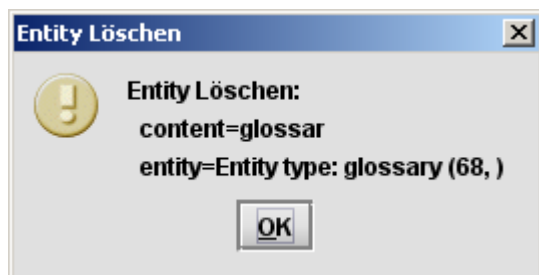 Entity Löschen
Entity Löschen:
content=glossar
entity=Entity type: glossary (68, )
OK